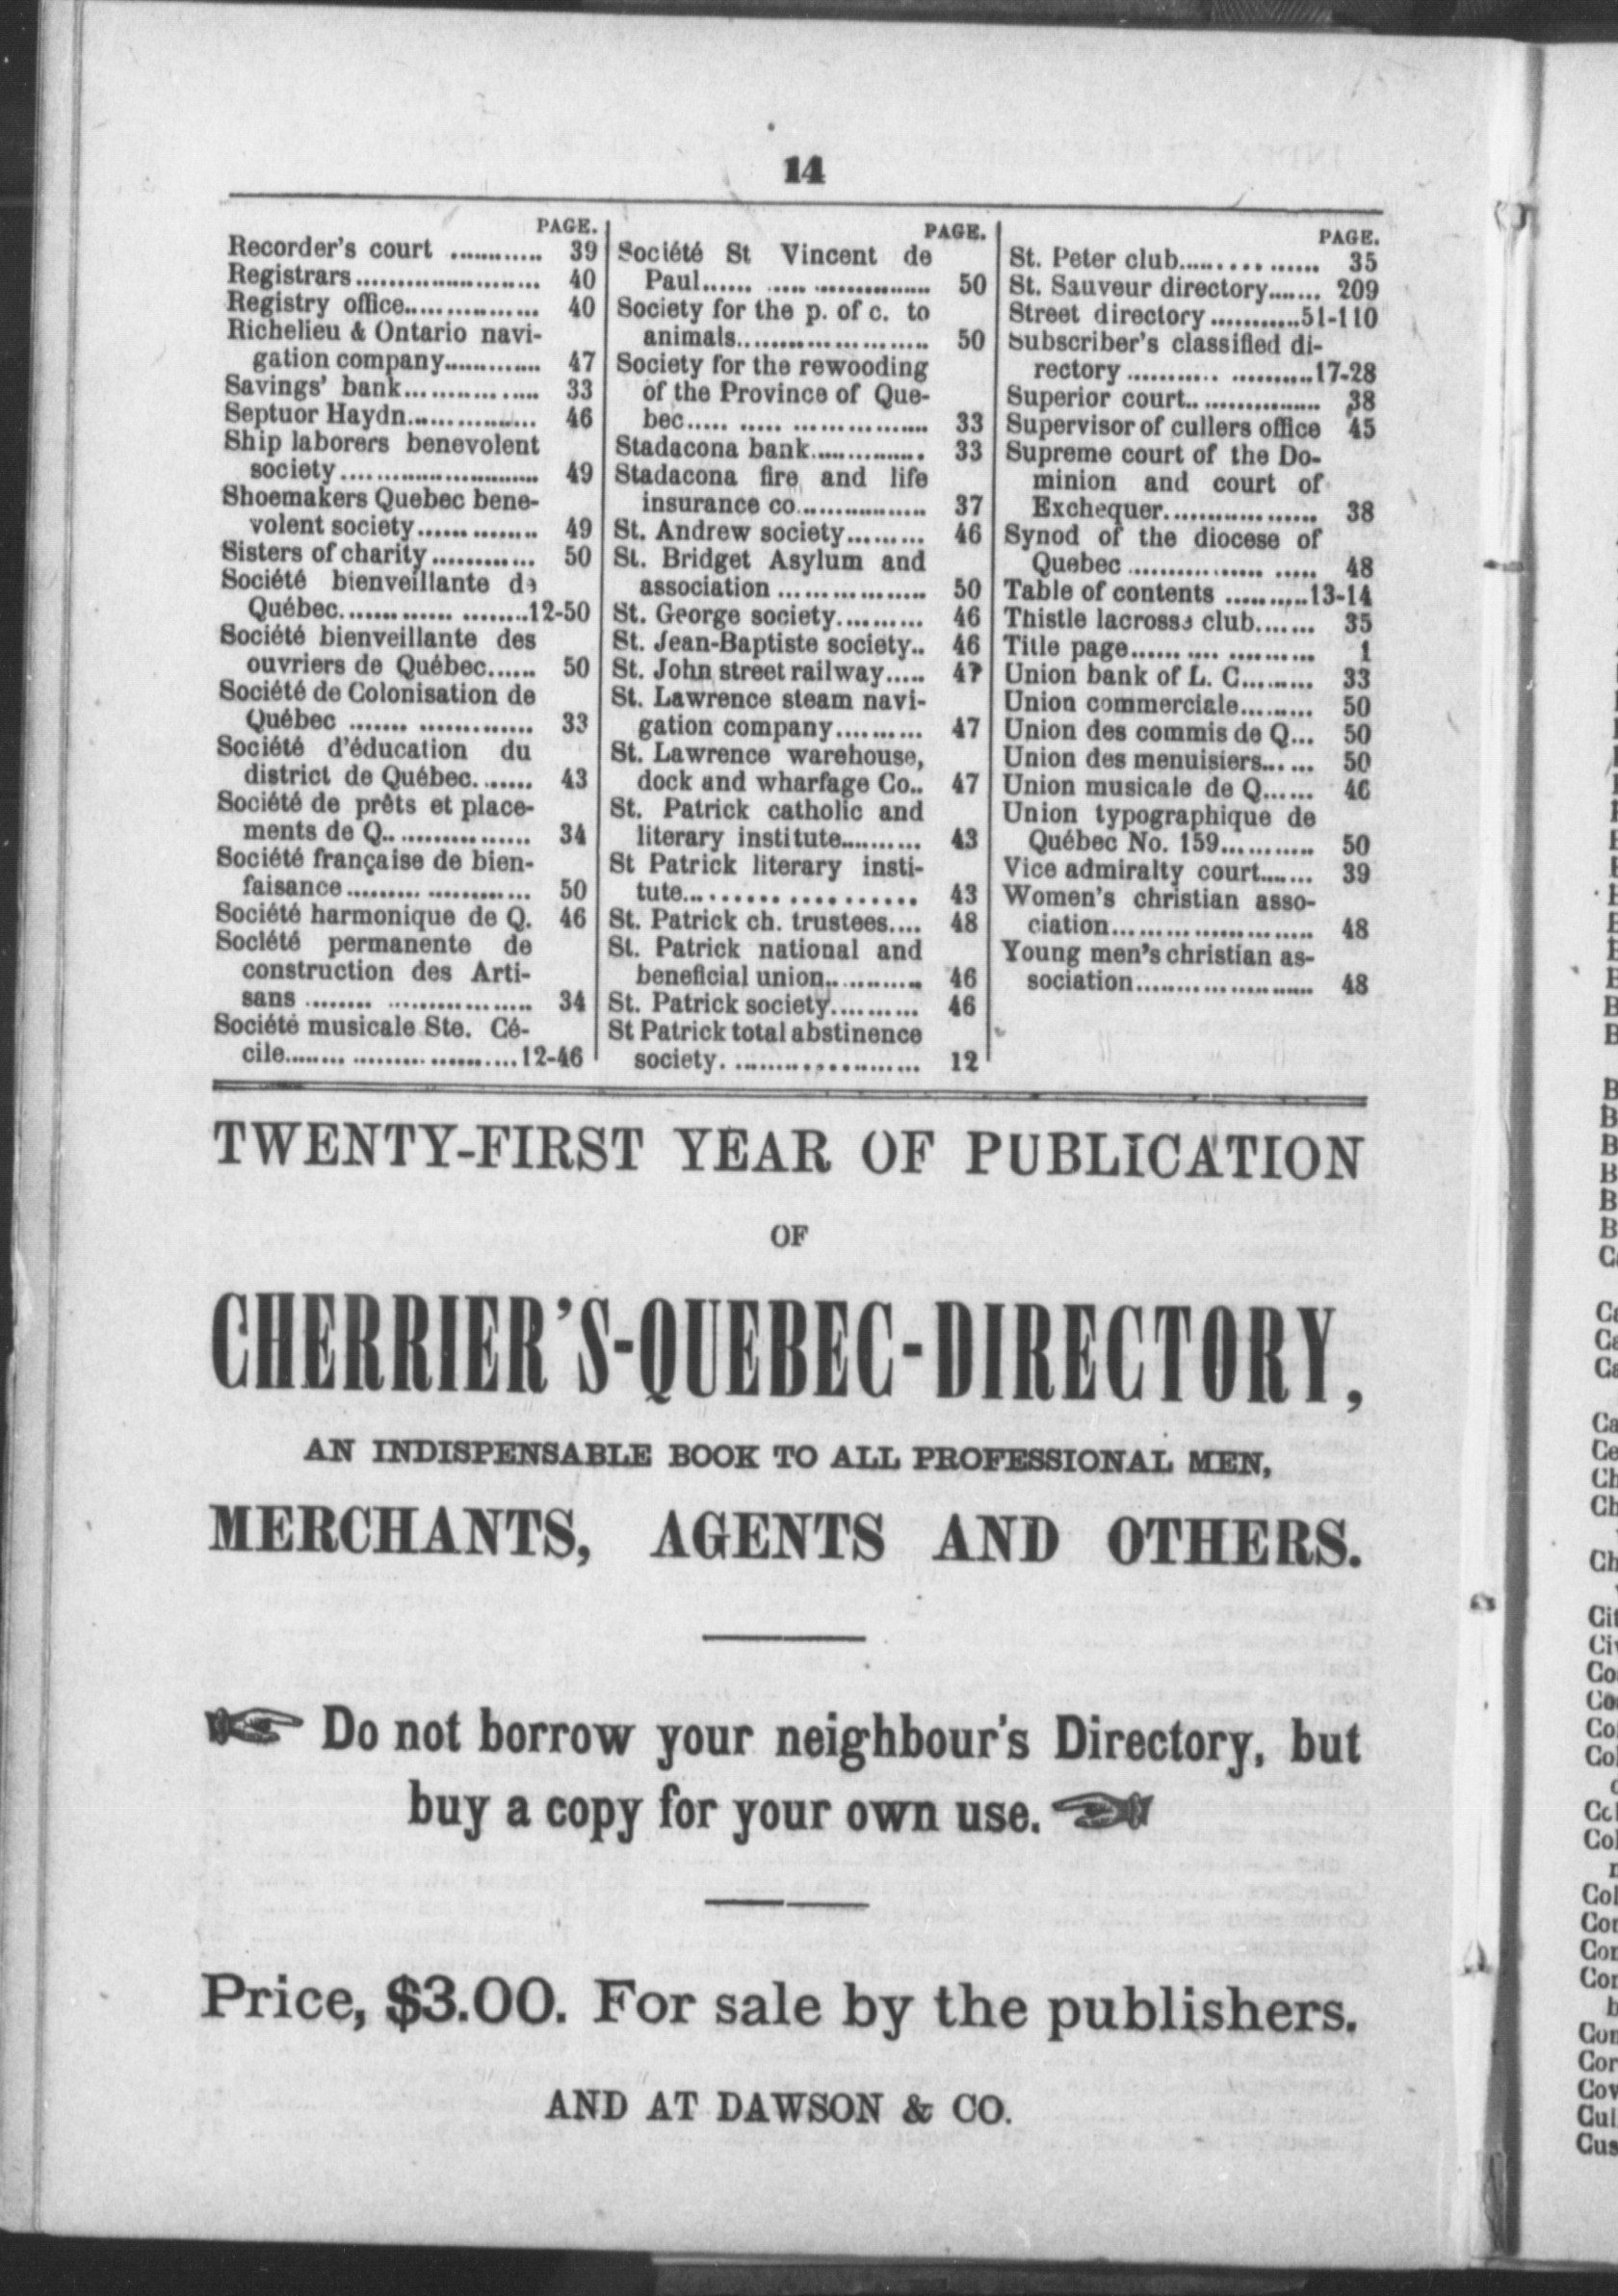 14
PAGE.
Recorder's court ............ 39
Registrars...................... 40
Registry office................ 40
Richelieu & Ontario navi-
gation company............. 47
Savings' bank................ 33
Septuor Haydn............... 46
Ship laborers benevolent
society........................ 49
Shoemakers Quebec bene-
volent society............... 49
Sisters of charity............ 50
Société bienveillante de
Québec....................... 12-50
Société bienveillante des
ouvriers de Québec...... 50
Société de Colonisation de
Québec ....... ............. 33
Société d'éducation du
district de Québec....... 43
Société de prêts et place-
ments de Q.. ............... 34
Société française de bien-
faisance...................... 50
Société harmonique de Q. 46
Société permanente de
construction des Arti-
sans ........ ................. 34
Société musicale Ste. Cé-
cile............................12-46
PAGE.
Société St Vincent de
Paul...... ..... .............. 50
Society for the p. of c. to
animals...................... 50
Society for the rewooding
of the Province of Que-
bec..... ..... ................ 33
Stadacona bank.............. 33
Stadacona fire and life
insurance co................ 37
St. Andrew society......... 46
St. Bridget Asylum and
association ................. 50
St. George society.......... 46
St. Jean-Baptiste society.. 46
St. John street railway..... 47
St. Lawrence steam navi-
gation company.......... 47
St. Lawrence warehouse,
dock and wharfage Co.. 47
St. Patrick catholic and
literary institute.......... 43
St Patrick literary insti-
tute............................ 43
St. Patrick ch. trustees.... 48
St. Patrick national and
beneficial union............ 46
St. Patrick society.......... 46
St Patrick total abstinence
society. ..................... 12
PAGE.
St. Peter club................ 35
St. Sauveur directory....... 209
Street directory ...........51-110
Subscriber's classified di-
rectory ........... ..........17-28
Superior court.. ............... 38
Supervisor of cullers office 45
Supreme court of the Do-
minion and court of
Exchequer.................. 38
Synod of the diocese of
Quebec ................ ..... 48
Table of contents ..........13-14
Thistle lacrosse club....... 35
Title page...... .... .......... 1
Union bank of L. C......... 33
Union commerciale......... 50
Union des commis de Q... 50
Union des menuisiers...... 50
Union musicale de Q...... 46
Union typographique de
Québec No. 159........... 50
Vice admiralty court....... 39
Women's christian asso-
ciation....................... 48
Young men's christian as-
sociation..................... 48
TWENTY-FIRST YEAR OF PUBLICATION
OF
CHERRIER'S-QUEBEC-DIRECTORY,
AN INDISPENSABLE BOOK TO ALL PROFESSIONAL MEN,
MERCHANTS, AGENTS AND OTHERS.
Do not borrow your neighbour's Directory, but
buy a copy for your own use.
Price, $3.00. For sale by the publishers.
AND AT DAWSON & CO.